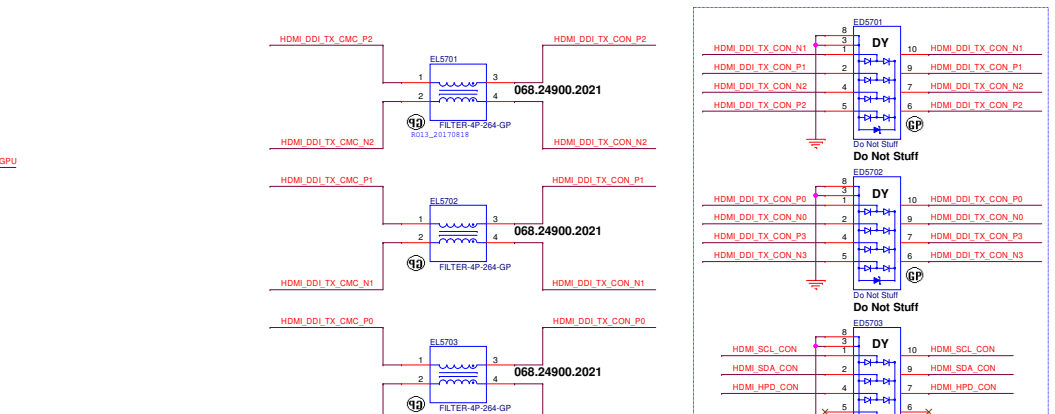 GPU
HDMI_DDI_TX_CMC_P2
HDMI_DDI_TX_CON_P2
EL5701
1
3
068.24900.2021
2
4
GP
FILTER-4P-264-GP
R013_20170818
HDMI_DDI_TX_CMC_N2
HDMI_DDI_TX_CON_N2
HDMI_DDI_TX_CMC_P1
HDMI_DDI_TX_CON_P1
EL5702
1
3
068.24900.2021
2
4
GP
FILTER-4P-264-GP
HDMI_DDI_TX_CMC_N1
HDMI_DDI_TX_CON_N1
HDMI_DDI_TX_CMC_P0
HDMI_DDI_TX_CON_P0
EL5703
1
3
068.24900.2021
2
4
GP
FILTER-4P-264-GP
ED5701
8
3
DY
HDMI_DDI_TX_CON_N1 1 10 HDMI_DDI_TX_CON_N1
HDMI_DDI_TX_CON_P1 2 9 HDMI_DDI_TX_CON_P1
HDMI_DDI_TX_CON_N2 4 7 HDMI_DDI_TX_CON_N2
HDMI_DDI_TX_CON_P2 5 6 HDMI_DDI_TX_CON_P2
GP
Do Not Stuff
Do Not Stuff
ED5702
8
3
DY
HDMI_DDI_TX_CON_P0 1 10 HDMI_DDI_TX_CON_P0
HDMI_DDI_TX_CON_N0 2 9 HDMI_DDI_TX_CON_N0
HDMI_DDI_TX_CON_P3 4 7 HDMI_DDI_TX_CON_P3
HDMI_DDI_TX_CON_N3 5 6 HDMI_DDI_TX_CON_N3
GP
Do Not Stuff
Do Not Stuff
ED5703
8
3
DY
HDMI_SCL_CON 1 10 HDMI_SCL_CON
HDMI_SDA_CON 2 9 HDMI_SDA_CON
HDMI_HPD_CON 4 7 HDMI_HPD_CON
5 6